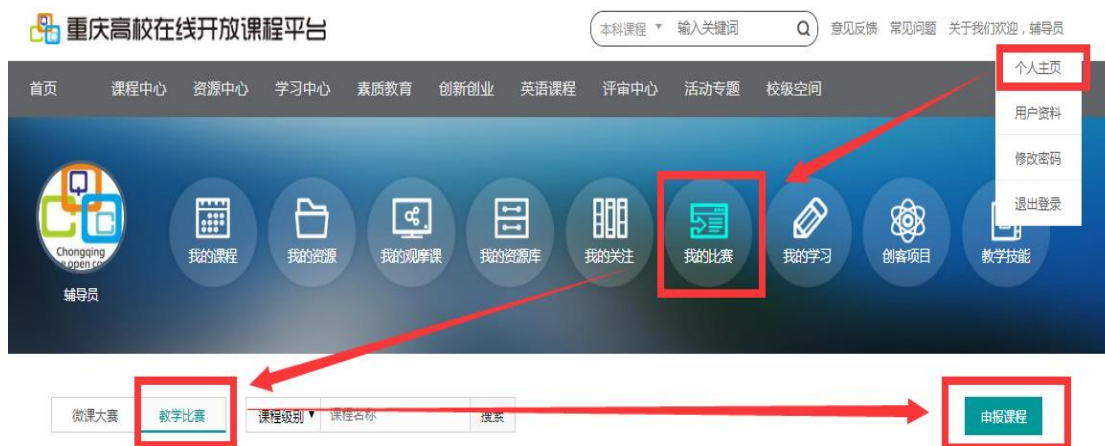 重庆高校在线开放课程平台
本科课程 输入关键词 意见反馈 常见问题 关于我们欢迎，辅导员
个人主页
首页 课程中心 资源中心 学习中心 素质教育 创新创业 英语课程 评审中心 活动专题 校级空间
用户资料
修改密码
退出登录
Chongqing
我的课程 我的资源 我的观摩课 我的资源库 我的关注 我的比赛 我的学习 创客项目 教学技能
辅导员
微课大赛 教学比赛 课程级别 课程名称 搜索 申报课程